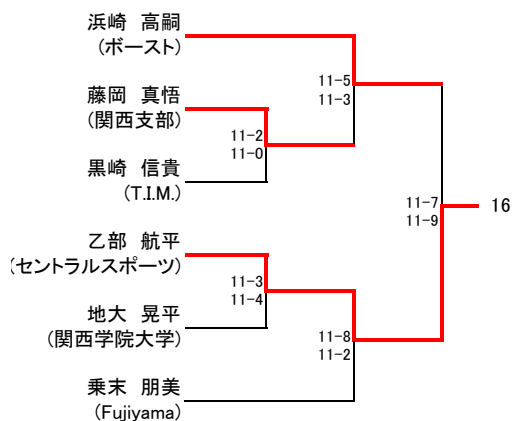 浜崎 高嗣
(ボースト)
藤岡 真悟
(関西支部)
黒崎 信貴
(T.I.M.)
乙部 航平
(セントラルスポーツ)
地大 晃平
(関西学院大学)
乗末 朋美
(Fujiyama)
11-2
11-0
11-3
11-4
11-5
11-3
11-8
11-2
11-7
11-9
16